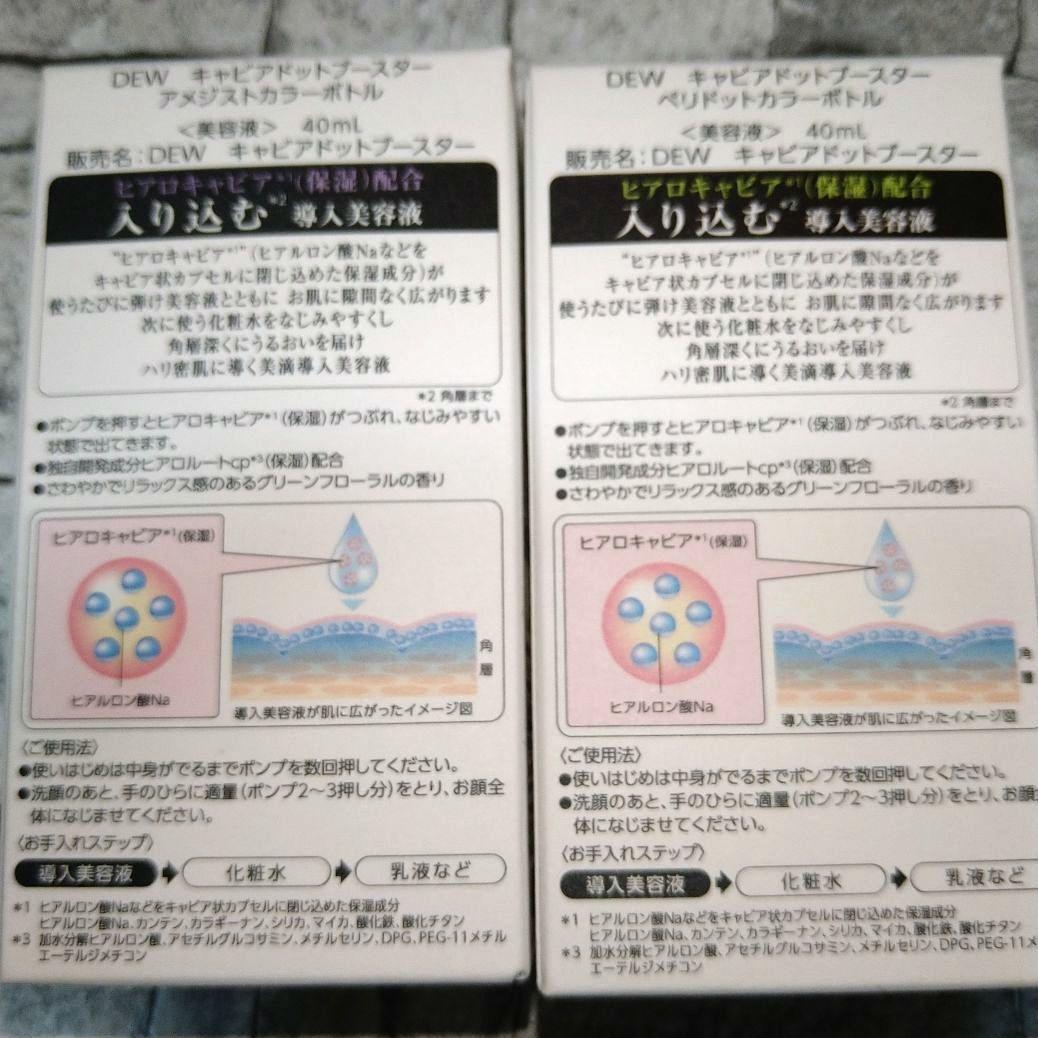 DEW キャビアドットブースター
アメジストカラーボトル
＜美容液＞ 40mL
販売名：DEW キャビアドットブースター
ヒアロキャビア*1（保湿）配合
入り込む*2 導入美容液
"ヒアロキャビア*1"（ヒアルロン酸Naなどを
キャビア状カプセルに閉じ込めた保湿成分）が
使うたびに弾け美容液とともに お肌に隙間なく広がります
次に使う化粧水をなじみやすくし
角層深くにうるおいを届け
ハリ密肌に導く美滴導入美容液
*2 角層まで
●ポンプを押すとヒアロキャビア*1（保湿）がつぶれ、なじみやすい
状態で出てきます。
●独自開発成分ヒアロルートcp*3（保湿）配合
●さわやかでリラックス感のあるグリーンフローラルの香り
ヒアロキャビア*1（保湿）
ヒアルロン酸Na
角層
導入美容液が肌に広がったイメージ図
〈ご使用法〉
●使いはじめは中身がでるまでポンプを数回押してください。
●洗顔のあと、手のひらに適量（ポンプ2～3押し分）をとり、お顔全
体になじませてください。
〈お手入れステップ〉
導入美容液 ➡ 化粧水 ➡ 乳液など
*1 ヒアルロン酸Naなどをキャビア状カプセルに閉じ込めた保湿成分
ヒアルロン酸Na、カンテン、カラギーナン、シリカ、マイカ、酸化鉄、酸化チタン
*3 加水分解ヒアルロン酸、アセチルグルコサミン、メチルセリン、DPG、PEG-11メチル
エーテルジメチコン
DEW キャビアドットブースター
ペリドットカラーボトル
＜美容液＞ 40mL
販売名：DEW キャビアドットブースター
ヒアロキャビア*1（保湿）配合
入り込む*2 導入美容液
"ヒアロキャビア*1"（ヒアルロン酸Naなどを
キャビア状カプセルに閉じ込めた保湿成分）が
使うたびに弾け美容液とともに お肌に隙間なく広がります
次に使う化粧水をなじみやすくし
角層深くにうるおいを届け
ハリ密肌に導く美滴導入美容液
*2 角層まで
●ポンプを押すとヒアロキャビア*1（保湿）がつぶれ、なじみやすい
状態で出てきます。
●独自開発成分ヒアロルートcp*3（保湿）配合
●さわやかでリラックス感のあるグリーンフローラルの香り
ヒアロキャビア*1（保湿）
ヒアルロン酸Na
角層
導入美容液が肌に広がったイメージ図
〈ご使用法〉
●使いはじめは中身がでるまでポンプを数回押してください。
●洗顔のあと、手のひらに適量（ポンプ2～3押し分）をとり、お顔全
体になじませてください。
〈お手入れステップ〉
導入美容液 ➡ 化粧水 ➡ 乳液など
*1 ヒアルロン酸Naなどをキャビア状カプセルに閉じ込めた保湿成分
ヒアルロン酸Na、カンテン、カラギーナン、シリカ、マイカ、酸化鉄、酸化チタン
*3 加水分解ヒアルロン酸、アセチルグルコサミン、メチルセリン、DPG、PEG-11メ
エーテルジメチコン